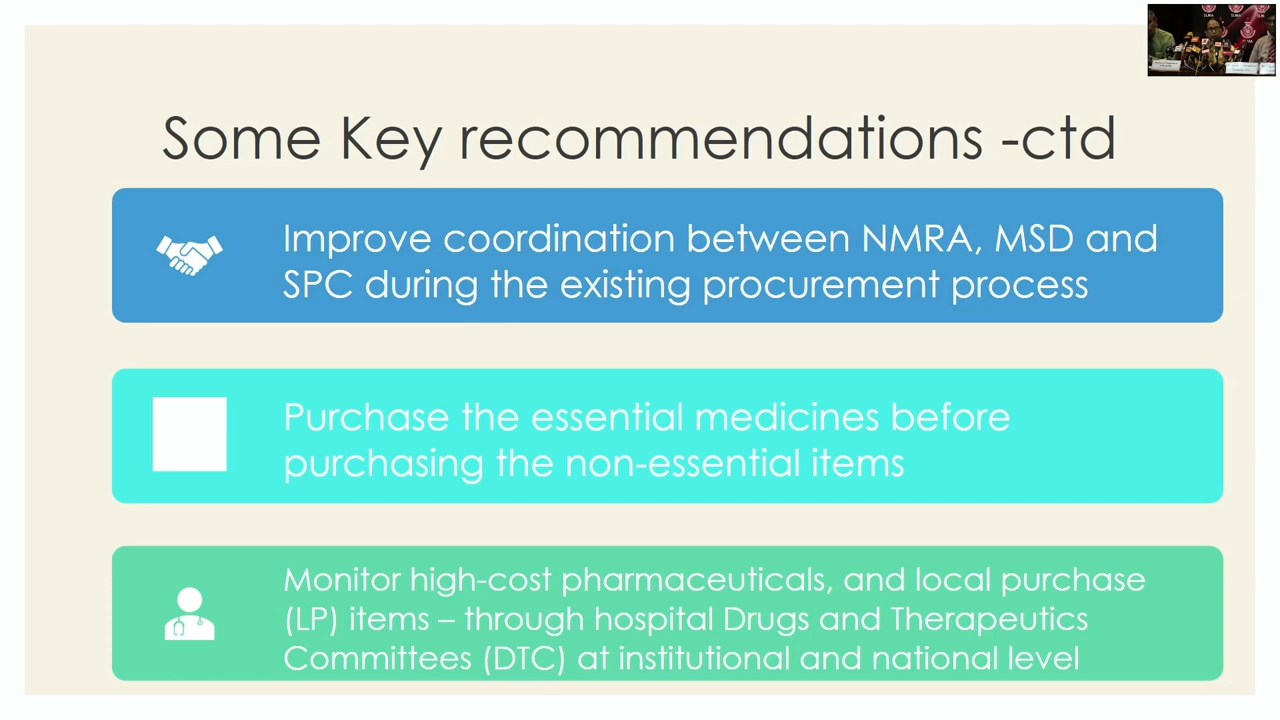 Some Key recommendations -ctd
Improve coordination between NMRA, MSD and
SPC during the existing procurement process
Purchase the essential medicines before
purchasing the non-essential items
Monitor high-cost pharmaceuticals, and local purchase
(LP) items – through hospital Drugs and Therapeutics
Committees (DTC) at institutional and national level